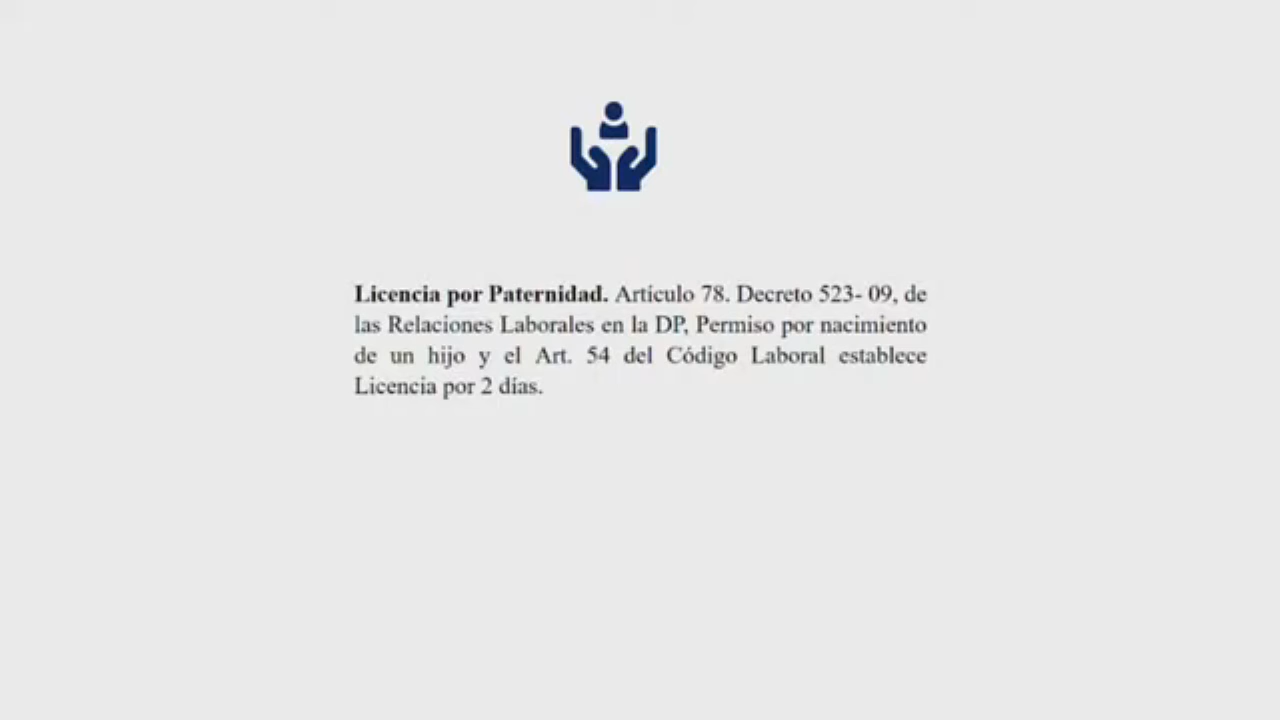 Licencia por Paternidad. Artículo 78. Decreto 523- 09, de
las Relaciones Laborales en la DP, Permiso por nacimiento
de un hijo y el Art. 54 del Código Laboral establece
Licencia por 2 días.